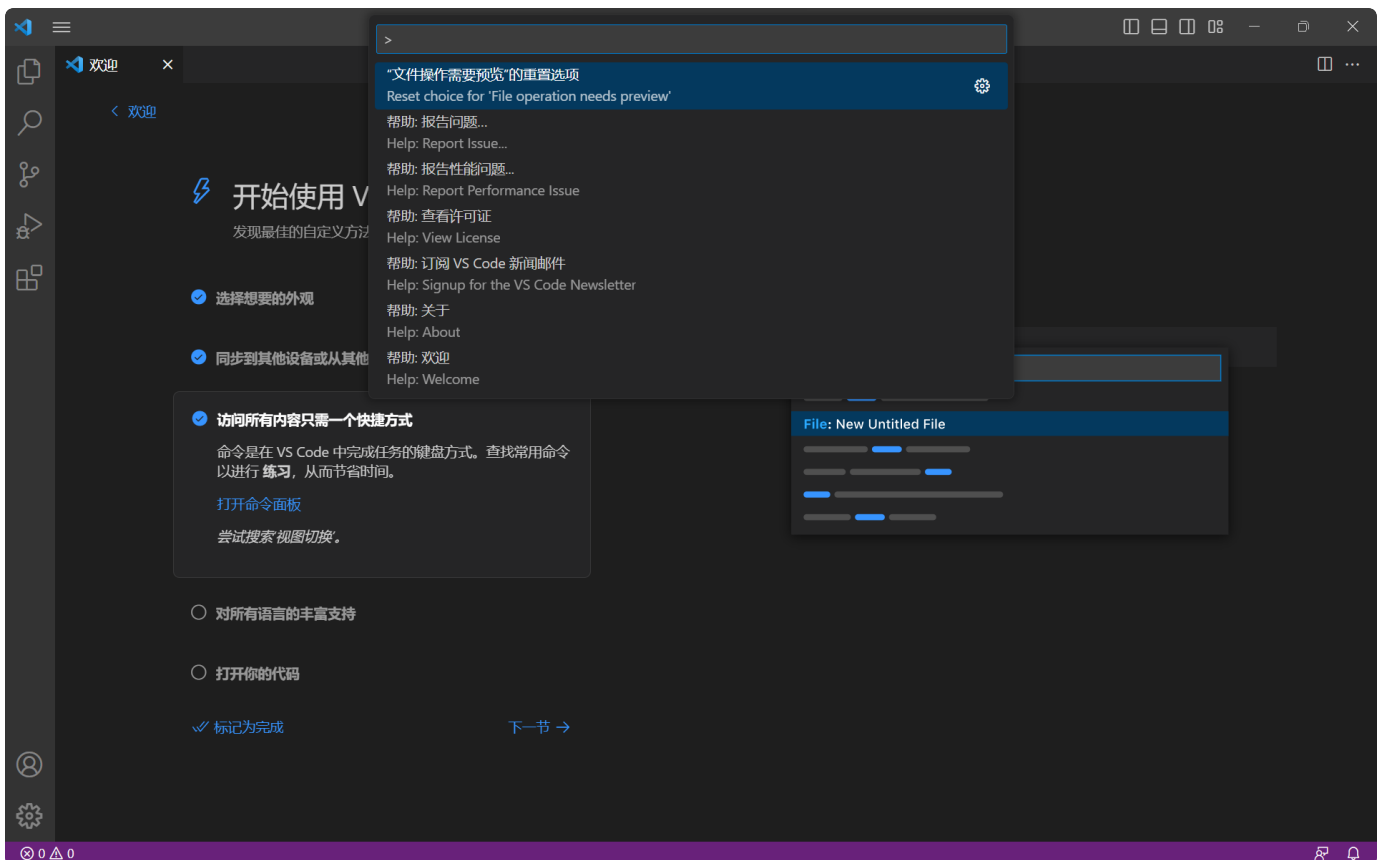 >
欢迎
“文件操作需要预览”的重置选项
Reset choice for 'File operation needs preview'
帮助: 报告问题...
Help: Report Issue...
帮助: 报告性能问题...
Help: Report Performance Issue
帮助: 查看许可证
Help: View License
帮助: 订阅 VS Code 新闻邮件
Help: Signup for the VS Code Newsletter
帮助: 关于
Help: About
帮助: 欢迎
Help: Welcome
< 欢迎
开始使用 V
发现最佳的自定义方法
选择想要的外观
同步到其他设备或从其他
访问所有内容只需一个快捷方式
命令是在 VS Code 中完成任务的键盘方式。查找常用命令
以进行 练习，从而节省时间。
打开命令面板
尝试搜索'视图切换'。
对所有语言的丰富支持
打开你的代码
标记为完成
下一节 →
File: New Untitled File
0 0